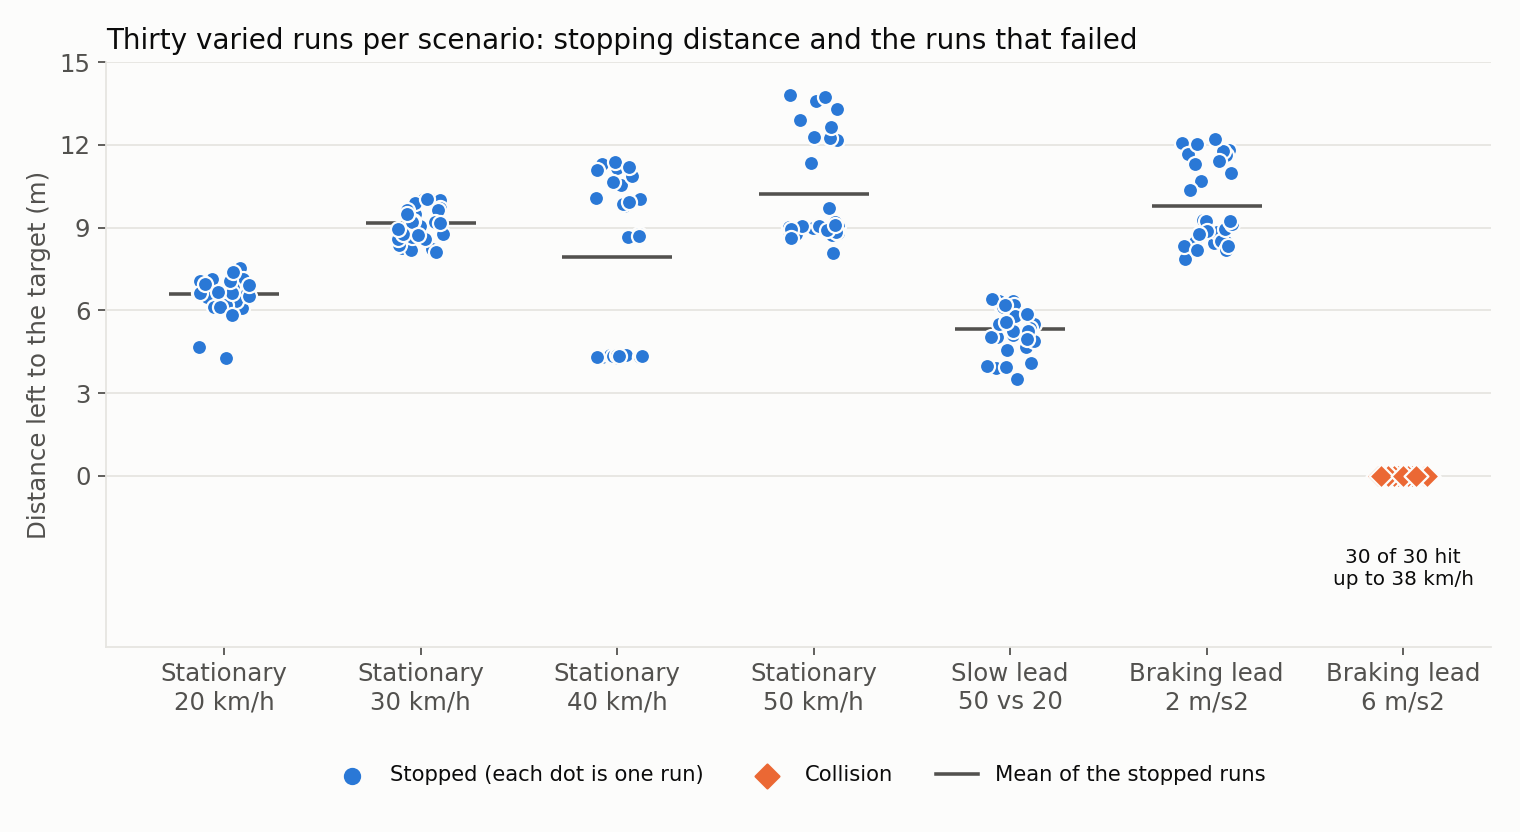 Thirty varied runs per scenario: stopping distance and the runs that failed
Distance left to the target (m)
15
12
9
6
3
0
30 of 30 hit
up to 38 km/h
Stationary
20 km/h
Stationary
30 km/h
Stationary
40 km/h
Stationary
50 km/h
Slow lead
50 vs 20
Braking lead
2 m/s2
Braking lead
6 m/s2
Stopped (each dot is one run)
Collision
Mean of the stopped runs